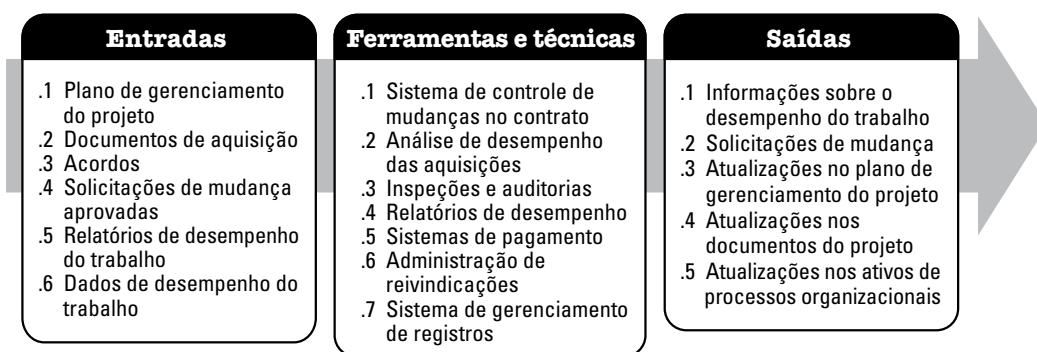 Entradas
.1 Plano de gerenciamento
do projeto
.2 Documentos de aquisição
.3 Acordos
.4 Solicitações de mudança
aprovadas
.5 Relatórios de desempenho
do trabalho
.6 Dados de desempenho do
trabalho
Ferramentas e técnicas
.1 Sistema de controle de
mudanças no contrato
.2 Análise de desempenho
das aquisições
.3 Inspeções e auditorias
.4 Relatórios de desempenho
.5 Sistemas de pagamento
.6 Administração de
reivindicações
.7 Sistema de gerenciamento
de registros
Saídas
.1 Informações sobre o
desempenho do trabalho
.2 Solicitações de mudança
.3 Atualizações no plano de
gerenciamento do projeto
.4 Atualizações nos
documentos do projeto
.5 Atualizações nos ativos de
processos organizacionais